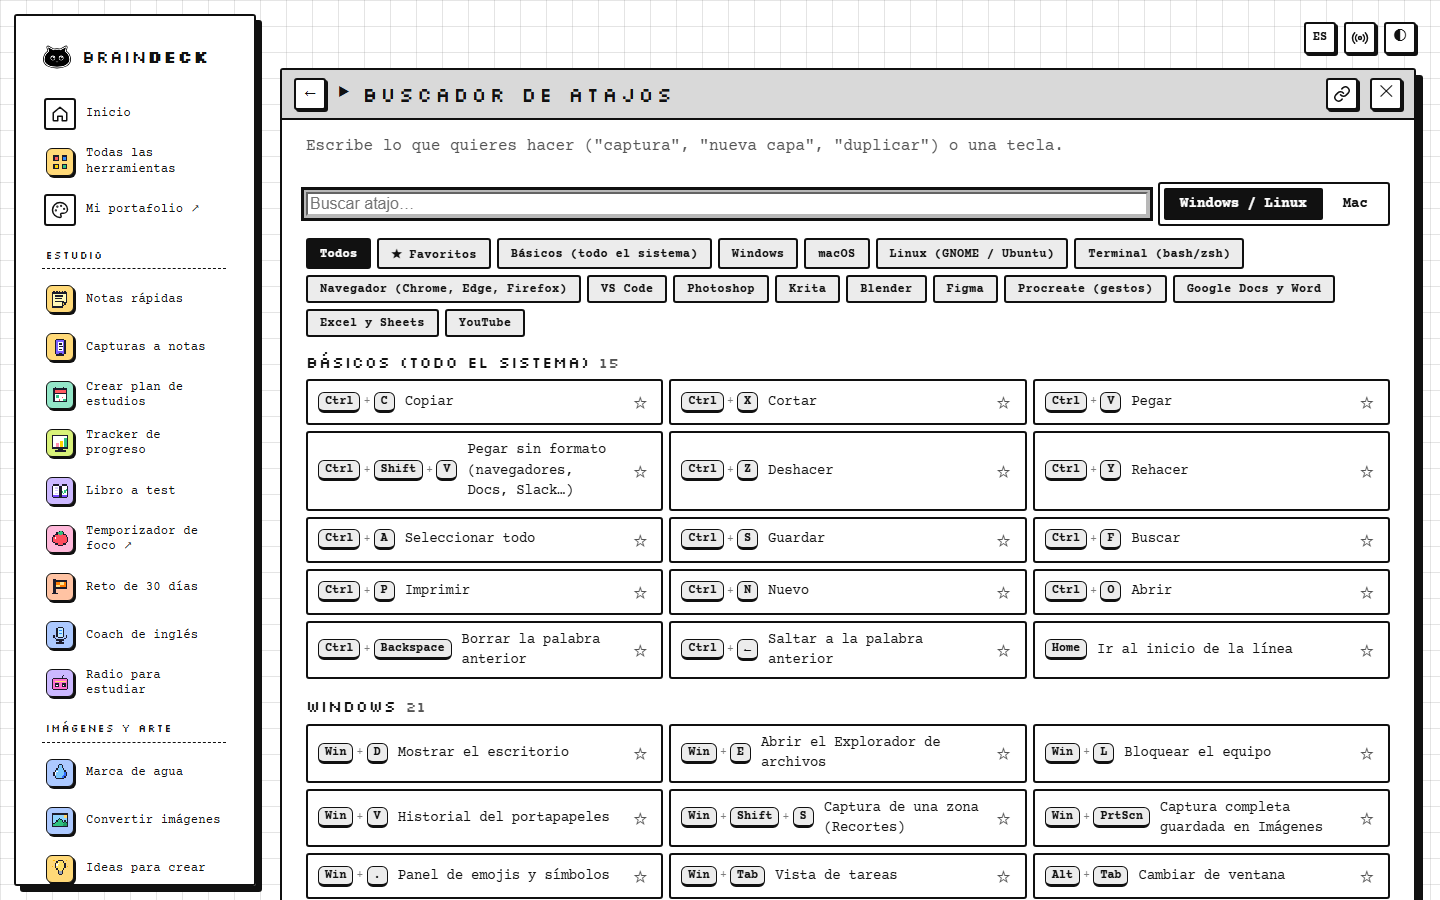 BRAINDECK
Inicio
Todas las
herramientas
Mi portafolio ↗
ESTUDIO
Notas rápidas
Capturas a notas
Crear plan de
estudios
Tracker de
progreso
Libro a test
Temporizador de
foco ↗
Reto de 30 días
Coach de inglés
Radio para
estudiar
IMÁGENES Y ARTE
Marca de agua
Convertir imágenes
Ideas para crear
ES
BUSCADOR DE ATAJOS
Escribe lo que quieres hacer ("captura", "nueva capa", "duplicar") o una tecla.
Buscar atajo...
Windows / Linux Mac
Todos ★ Favoritos Básicos (todo el sistema) Windows macOS Linux (GNOME / Ubuntu) Terminal (bash/zsh)
Navegador (Chrome, Edge, Firefox) VS Code Photoshop Krita Blender Figma Procreate (gestos) Google Docs y Word
Excel y Sheets YouTube
BÁSICOS (TODO EL SISTEMA) 15
Ctrl + C Copiar
Ctrl + X Cortar
Ctrl + V Pegar
Ctrl + Shift + V Pegar sin formato
(navegadores,
Docs, Slack…)
Ctrl + Z Deshacer
Ctrl + Y Rehacer
Ctrl + A Seleccionar todo
Ctrl + S Guardar
Ctrl + F Buscar
Ctrl + P Imprimir
Ctrl + N Nuevo
Ctrl + O Abrir
Ctrl + Backspace Borrar la palabra
anterior
Ctrl + ← Saltar a la palabra
anterior
Home Ir al inicio de la línea
WINDOWS 21
Win + D Mostrar el escritorio
Win + E Abrir el Explorador de
archivos
Win + L Bloquear el equipo
Win + V Historial del portapapeles
Win + Shift + S Captura de una zona
(Recortes)
Win + PrtScn Captura completa
guardada en Imágenes
Win + . Panel de emojis y símbolos
Win + Tab Vista de tareas
Alt + Tab Cambiar de ventana